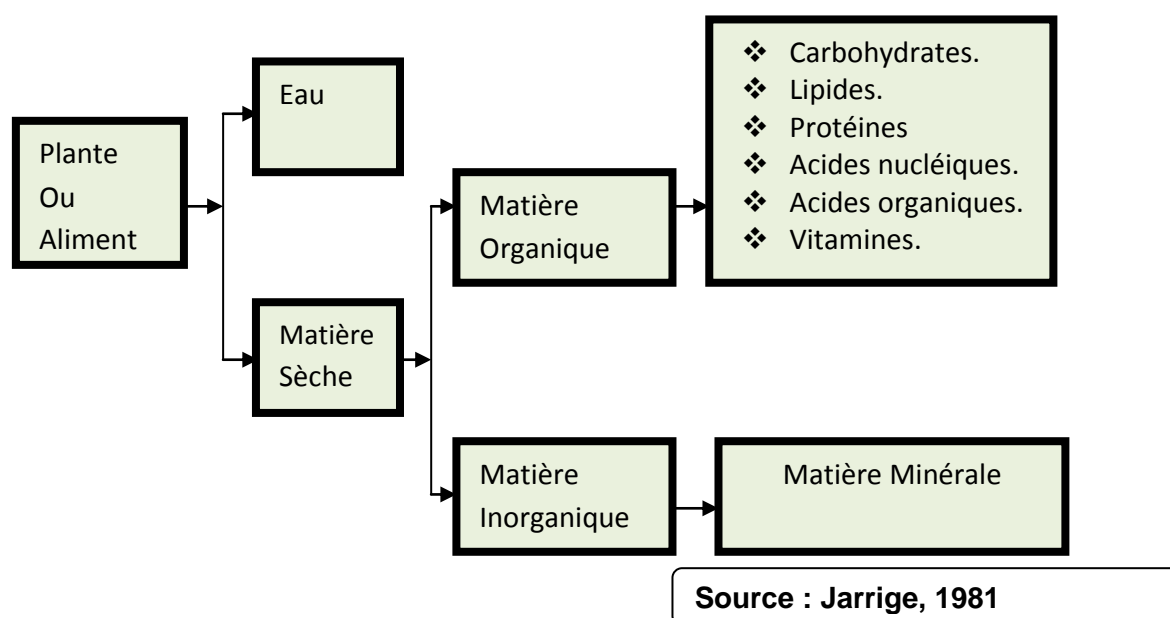 Plante
Ou
Aliment
Eau
Matière
Sèche
Matière
Organique
❖ Carbohydrates.
❖ Lipides.
❖ Protéines
❖ Acides nucléiques.
❖ Acides organiques.
❖ Vitamines.
Matière
Inorganique
Matière Minérale
Source : Jarrige, 1981